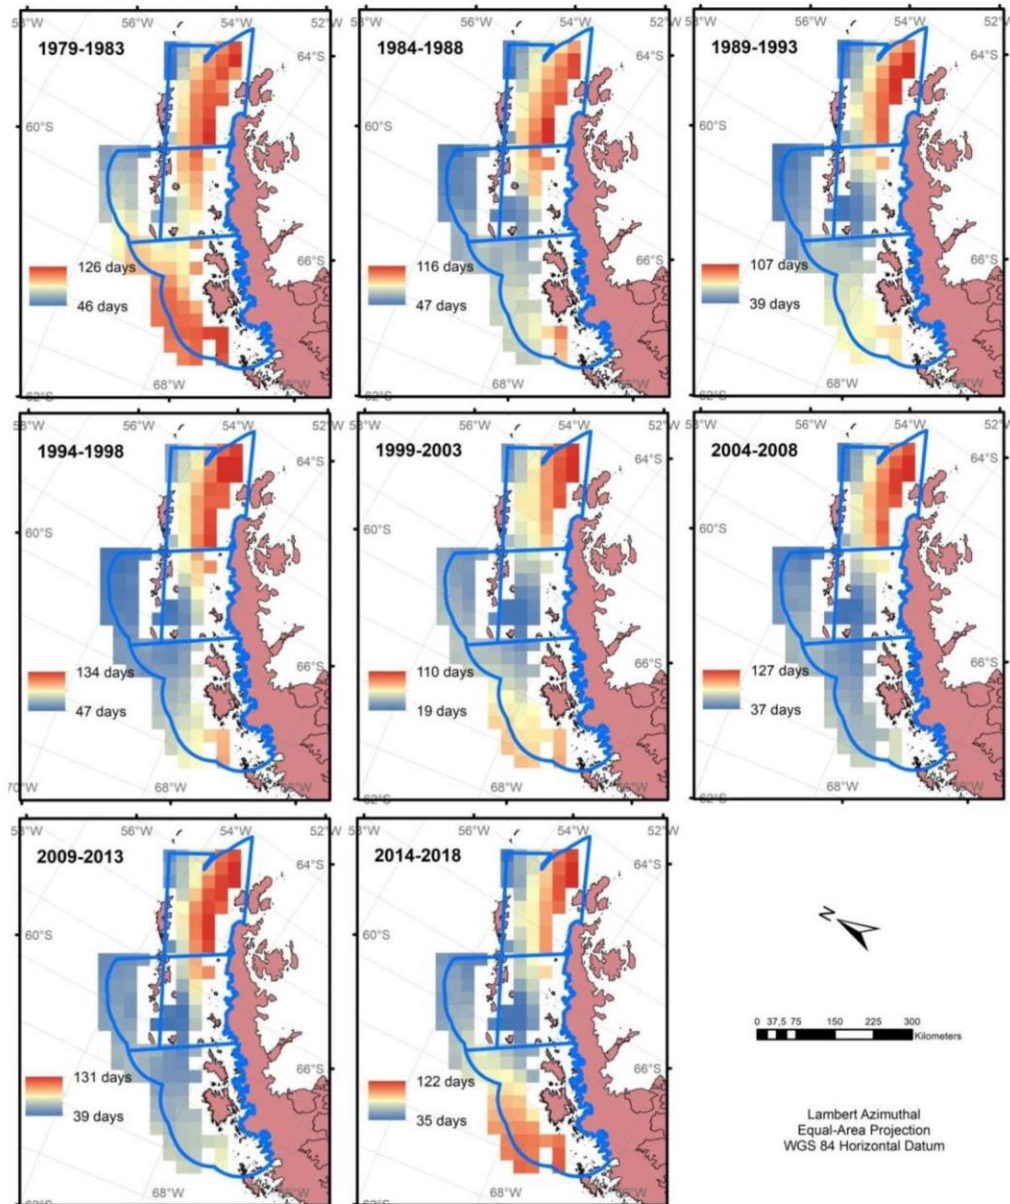 56°W 54°W 52°W
1979-1983
64°S
60°S
66°S
126 days
46 days
68°W
56°W 54°W 52°W
1984-1988
64°S
60°S
66°S
116 days
47 days
68°W
56°W 54°W 52°W
1989-1993
64°S
60°S
66°S
107 days
39 days
68°W
56°W 54°W 52°W
1994-1998
64°S
60°S
66°S
134 days
47 days
70°W 68°W
56°W 54°W 52°W
1999-2003
64°S
60°S
66°S
110 days
19 days
68°W
56°W 54°W 52°W
2004-2008
64°S
60°S
66°S
127 days
37 days
68°W
56°W 54°W 52°W
2009-2013
64°S
60°S
66°S
131 days
39 days
68°W
56°W 54°W 52°W
2014-2018
64°S
60°S
66°S
122 days
35 days
68°W
N
0 37,5 75 150 225 300
Kilometers
Lambert Azimuthal
Equal-Area Projection
WGS 84 Horizontal Datum